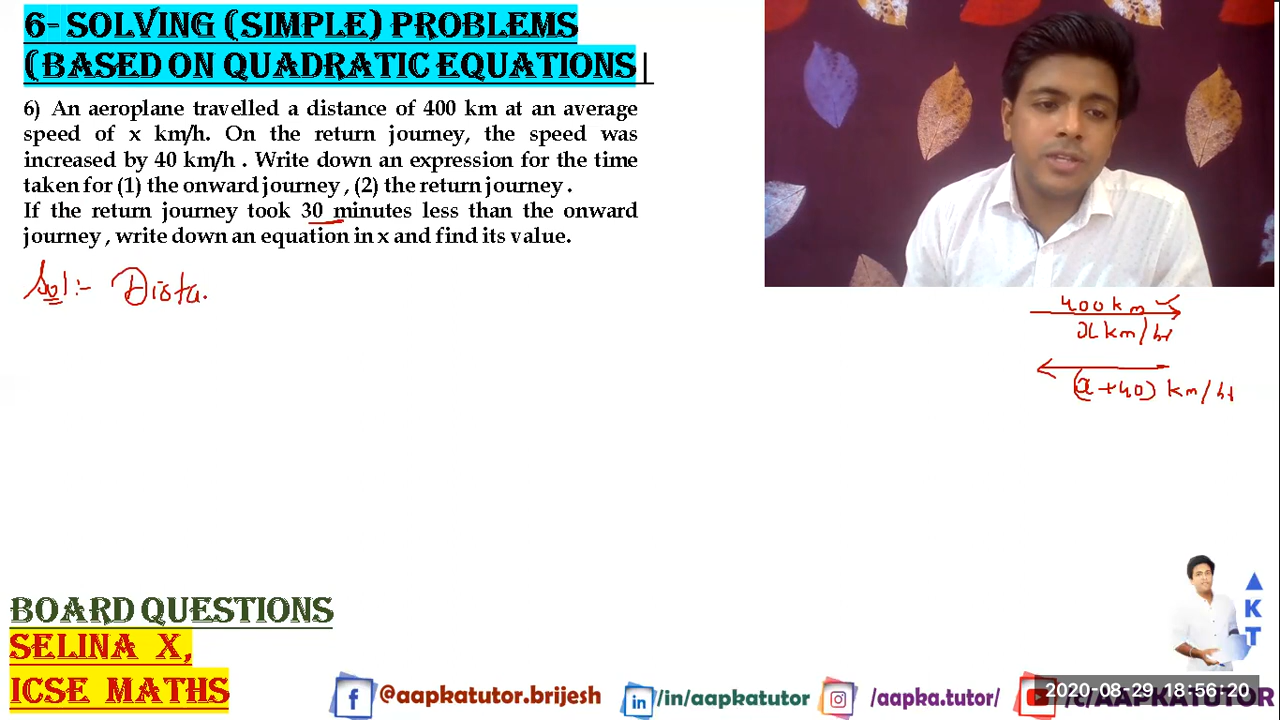 6- SOLVING (SIMPLE) PROBLEMS
(BASED ON QUADRATIC EQUATIONS
6) An aeroplane travelled a distance of 400 km at an average
speed of x km/h. On the return journey, the speed was
increased by 40 km/h . Write down an expression for the time
taken for (1) the onward journey , (2) the return journey .
If the return journey took 30 minutes less than the onward
journey , write down an equation in x and find its value.
Sol :- Dista.
400 km
x km/hr
(x+40) km/hr
BOARD QUESTIONS
SELINA X,
ICSE MATHS
AKT
@aapkatutor.brijesh
/in/aapkatutor
/aapka.tutor/
/c/AAPKATUTOR
2020-08-29 18:56:20